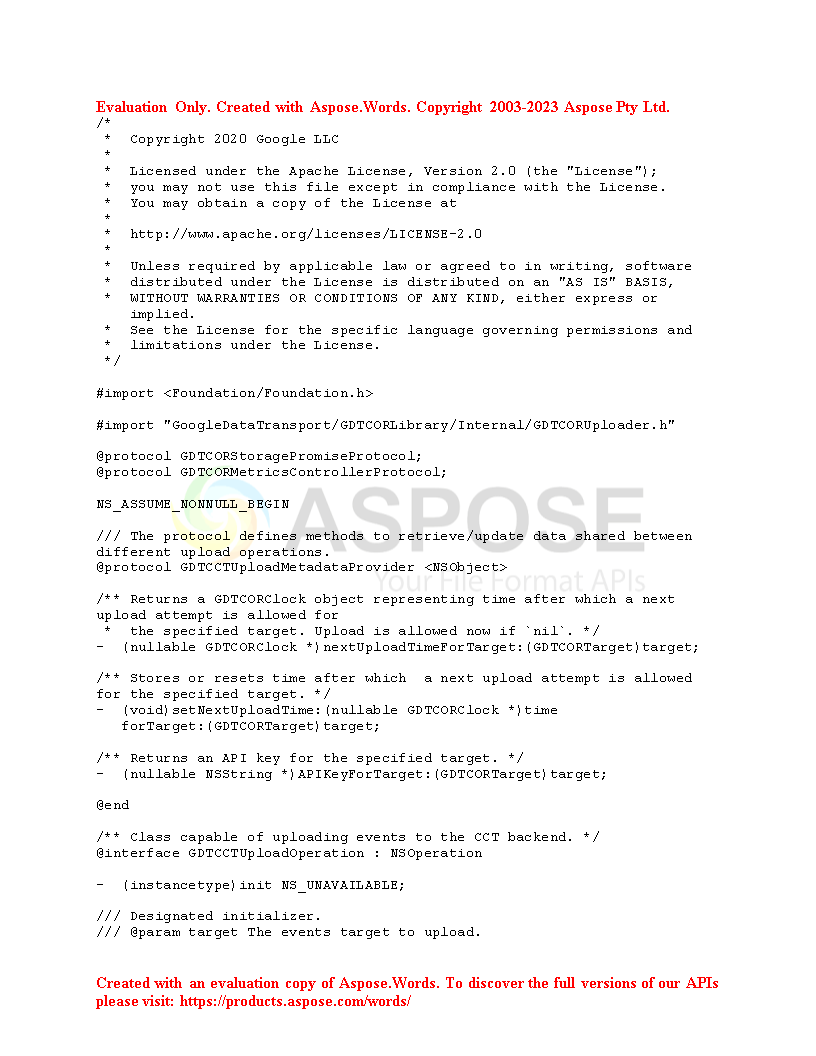 Evaluation Only. Created with Aspose.Words. Copyright 2003-2023 Aspose Pty Ltd.
/*
 *  Copyright 2020 Google LLC
 *
 *  Licensed under the Apache License, Version 2.0 (the "License");
 *  you may not use this file except in compliance with the License.
 *  You may obtain a copy of the License at
 *
 *  http://www.apache.org/licenses/LICENSE-2.0
 *
 *  Unless required by applicable law or agreed to in writing, software
 *  distributed under the License is distributed on an "AS IS" BASIS,
 *  WITHOUT WARRANTIES OR CONDITIONS OF ANY KIND, either express or
    implied.
 *  See the License for the specific language governing permissions and
 *  limitations under the License.
 */
#import <Foundation/Foundation.h>
#import "GoogleDataTransport/GDTCORLibrary/Internal/GDTCORUploader.h"
@protocol GDTCORStoragePromiseProtocol;
@protocol GDTCORMetricsControllerProtocol;
NS_ASSUME_NONNULL_BEGIN
ASPOSE
/// The protocol defines methods to retrieve/update data shared between
different upload operations.
@protocol GDTCCTUploadMetadataProvider <NSObject>
Your File Format APIs
/** Returns a GDTCORClock object representing time after which a next
upload attempt is allowed for
 *  the specified target. Upload is allowed now if `nil`. */
-  (nullable GDTCORClock *)nextUploadTimeForTarget:(GDTCORTarget)target;
/** Stores or resets time after which  a next upload attempt is allowed
for the specified target. */
-  (void)setNextUploadTime:(nullable GDTCORClock *)time
   forTarget:(GDTCORTarget)target;
/** Returns an API key for the specified target. */
-  (nullable NSString *)APIKeyForTarget:(GDTCORTarget)target;
@end
/** Class capable of uploading events to the CCT backend. */
@interface GDTCCTUploadOperation : NSOperation
-  (instancetype)init NS_UNAVAILABLE;
/// Designated initializer.
/// @param target The events target to upload.
Created with an evaluation copy of Aspose.Words. To discover the full versions of our APIs
please visit: https://products.aspose.com/words/